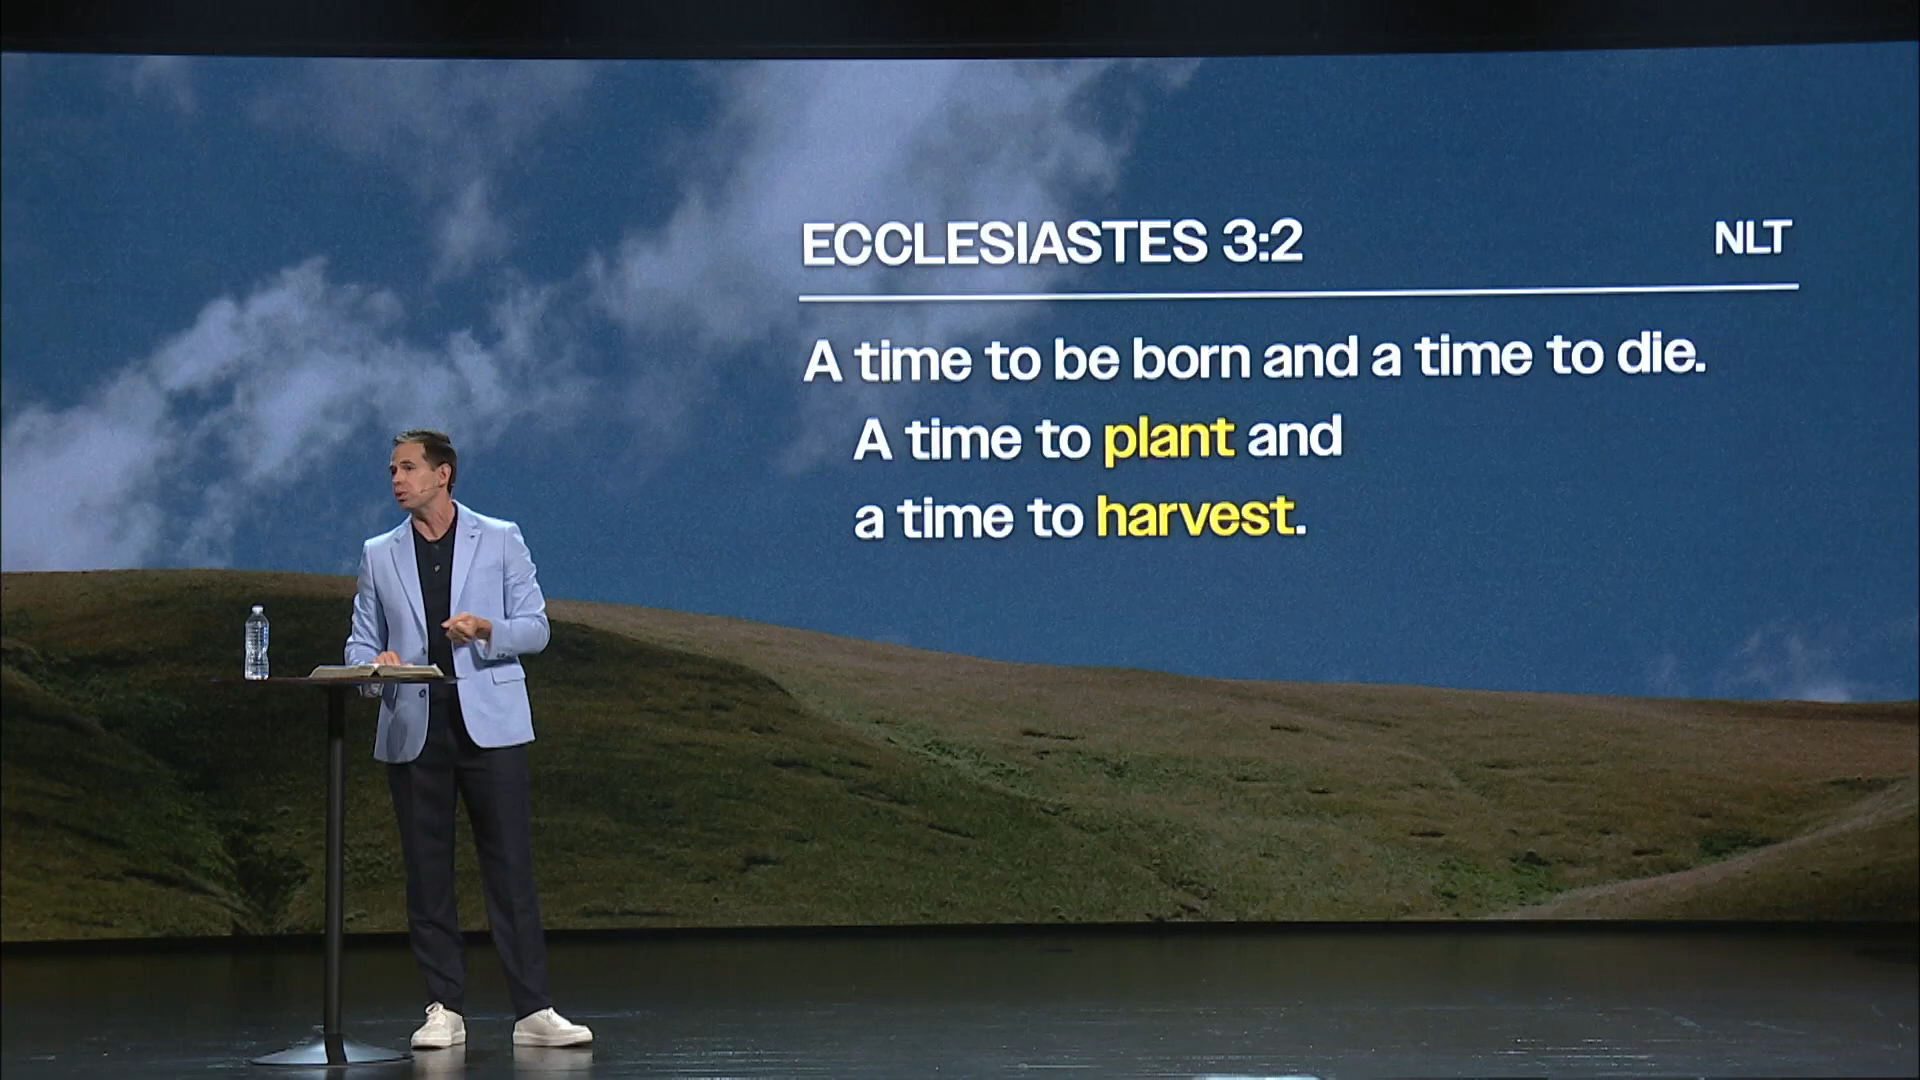 ECCLESIASTES 3:2 NLT
A time to be born and a time to die.
A time to plant and
a time to harvest.